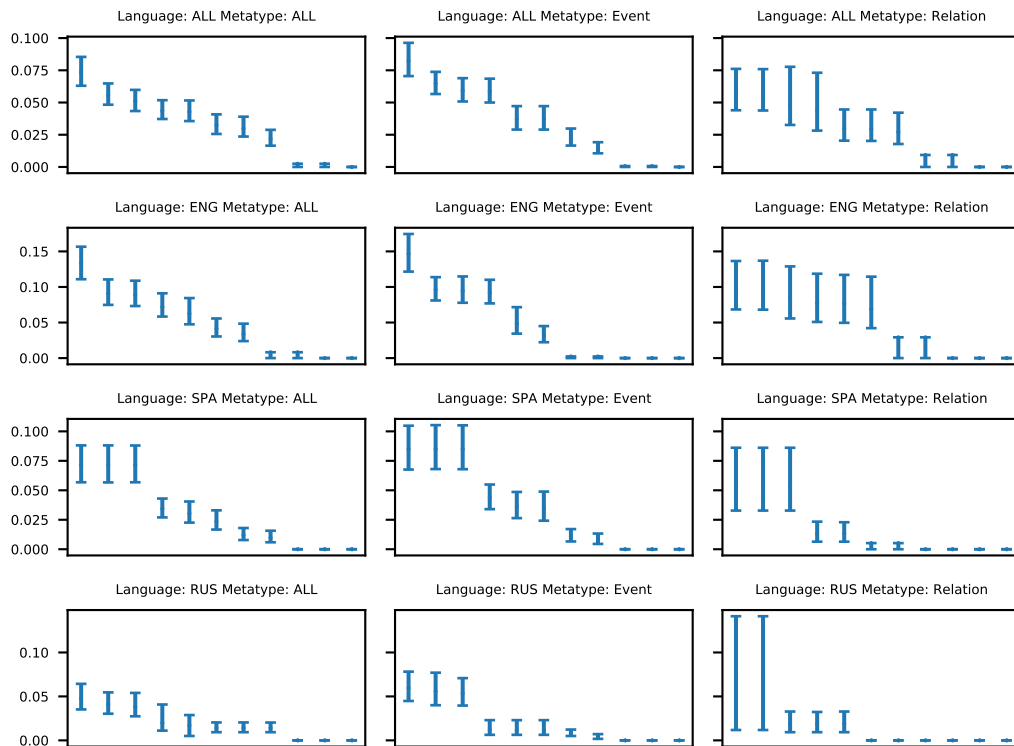 Language: ALL Metatype: ALL
Language: ALL Metatype: Event
Language: ALL Metatype: Relation
0.100
0.075
0.050
0.025
0.000
Language: ENG Metatype: ALL
Language: ENG Metatype: Event
Language: ENG Metatype: Relation
0.15
0.10
0.05
0.00
Language: SPA Metatype: ALL
Language: SPA Metatype: Event
Language: SPA Metatype: Relation
0.100
0.075
0.050
0.025
0.000
Language: RUS Metatype: ALL
Language: RUS Metatype: Event
Language: RUS Metatype: Relation
0.10
0.05
0.00